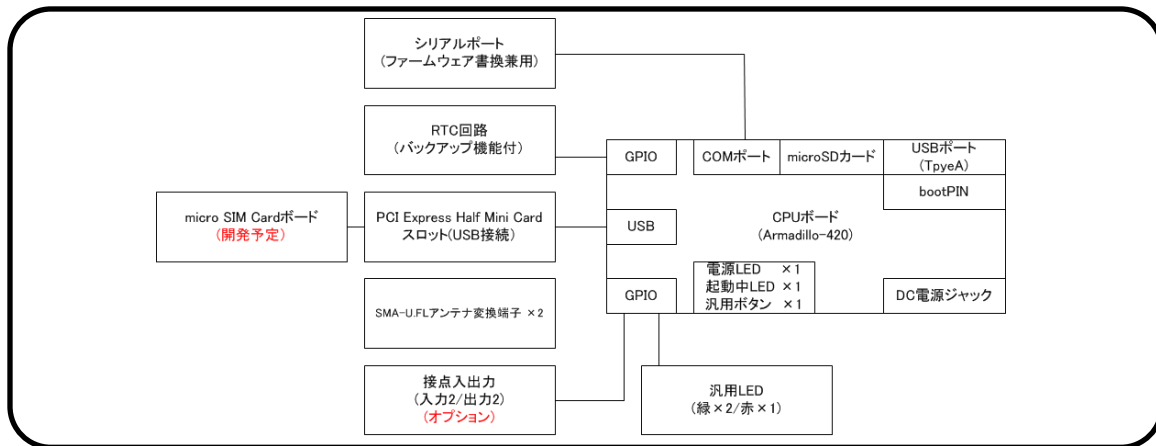 シリアルポート
(ファームウェア書換兼用)
RTC回路
(バックアップ機能付)
GPIO
COMポート
microSDカード
USBポート
(TpyeA)
bootPIN
micro SIM Cardボード
(開発予定)
PCI Express Half Mini Card
スロット(USB接続)
USB
CPUボード
(Armadillo-420)
SMA-U.FLアンテナ変換端子 ×2
GPIO
電源LED ×1
起動中LED ×1
汎用ボタン ×1
DC電源ジャック
接点入出力
(入力2/出力2)
(オプション)
汎用LED
(緑×2/赤×1)